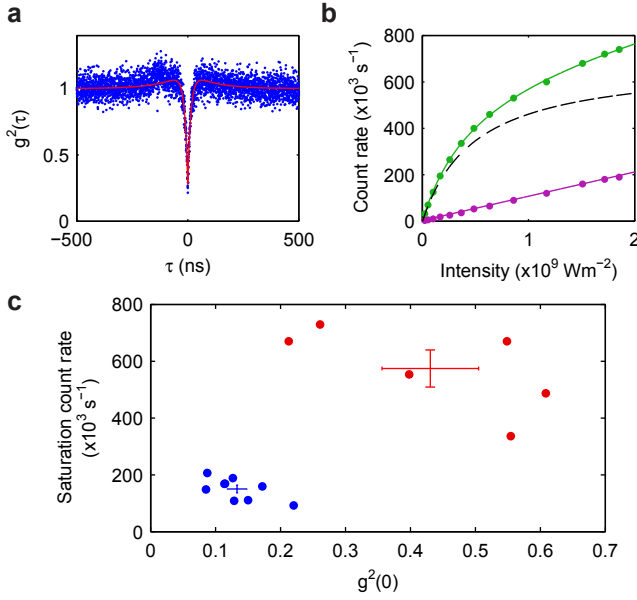 a
g²(τ)
1
0.5
0
−500
0
500
τ (ns)
b
Count rate (x10³ s⁻¹)
800
600
400
200
0
0
1
2
Intensity (x10⁹ Wm⁻²)
c
Saturation count rate
(x10³ s⁻¹)
800
600
400
200
0
0
0.1
0.2
0.3
0.4
0.5
0.6
0.7
g²(0)